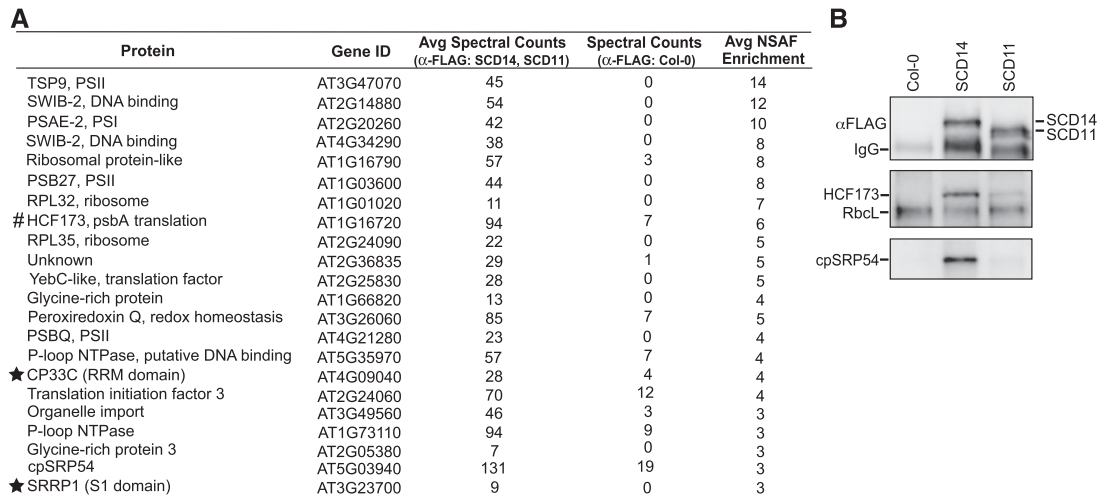 A
Protein Gene ID Avg Spectral Counts (α-FLAG: SCD14, SCD11) Spectral Counts (α-FLAG: Col-0) Avg NSAF Enrichment
TSP9, PSII AT3G47070 45 0 14
SWIB-2, DNA binding AT2G14880 54 0 12
PSAE-2, PSI AT2G20260 42 0 10
SWIB-2, DNA binding AT4G34290 38 0 8
Ribosomal protein-like AT1G16790 57 3 8
PSB27, PSII AT1G03600 44 0 8
RPL32, ribosome AT1G01020 11 0 7
# HCF173, psbA translation AT1G16720 94 7 6
RPL35, ribosome AT2G24090 22 0 5
Unknown AT2G36835 29 1 5
YebC-like, translation factor AT2G25830 28 0 5
Glycine-rich protein AT1G66820 13 0 4
Peroxiredoxin Q, redox homeostasis AT3G26060 85 7 5
PSBQ, PSII AT4G21280 23 0 4
P-loop NTPase, putative DNA binding AT5G35970 57 7 4
★ CP33C (RRM domain) AT4G09040 28 4 4
Translation initiation factor 3 AT2G24060 70 12 4
Organelle import AT3G49560 46 3 3
P-loop NTPase AT1G73110 94 9 3
Glycine-rich protein 3 AT2G05380 7 0 3
cpSRP54 AT5G03940 131 19 3
★ SRRP1 (S1 domain) AT3G23700 9 0 3
B
Col-0 SCD14 SCD11
αFLAG
SCD14
SCD11
IgG
HCF173
RbcL
cpSRP54